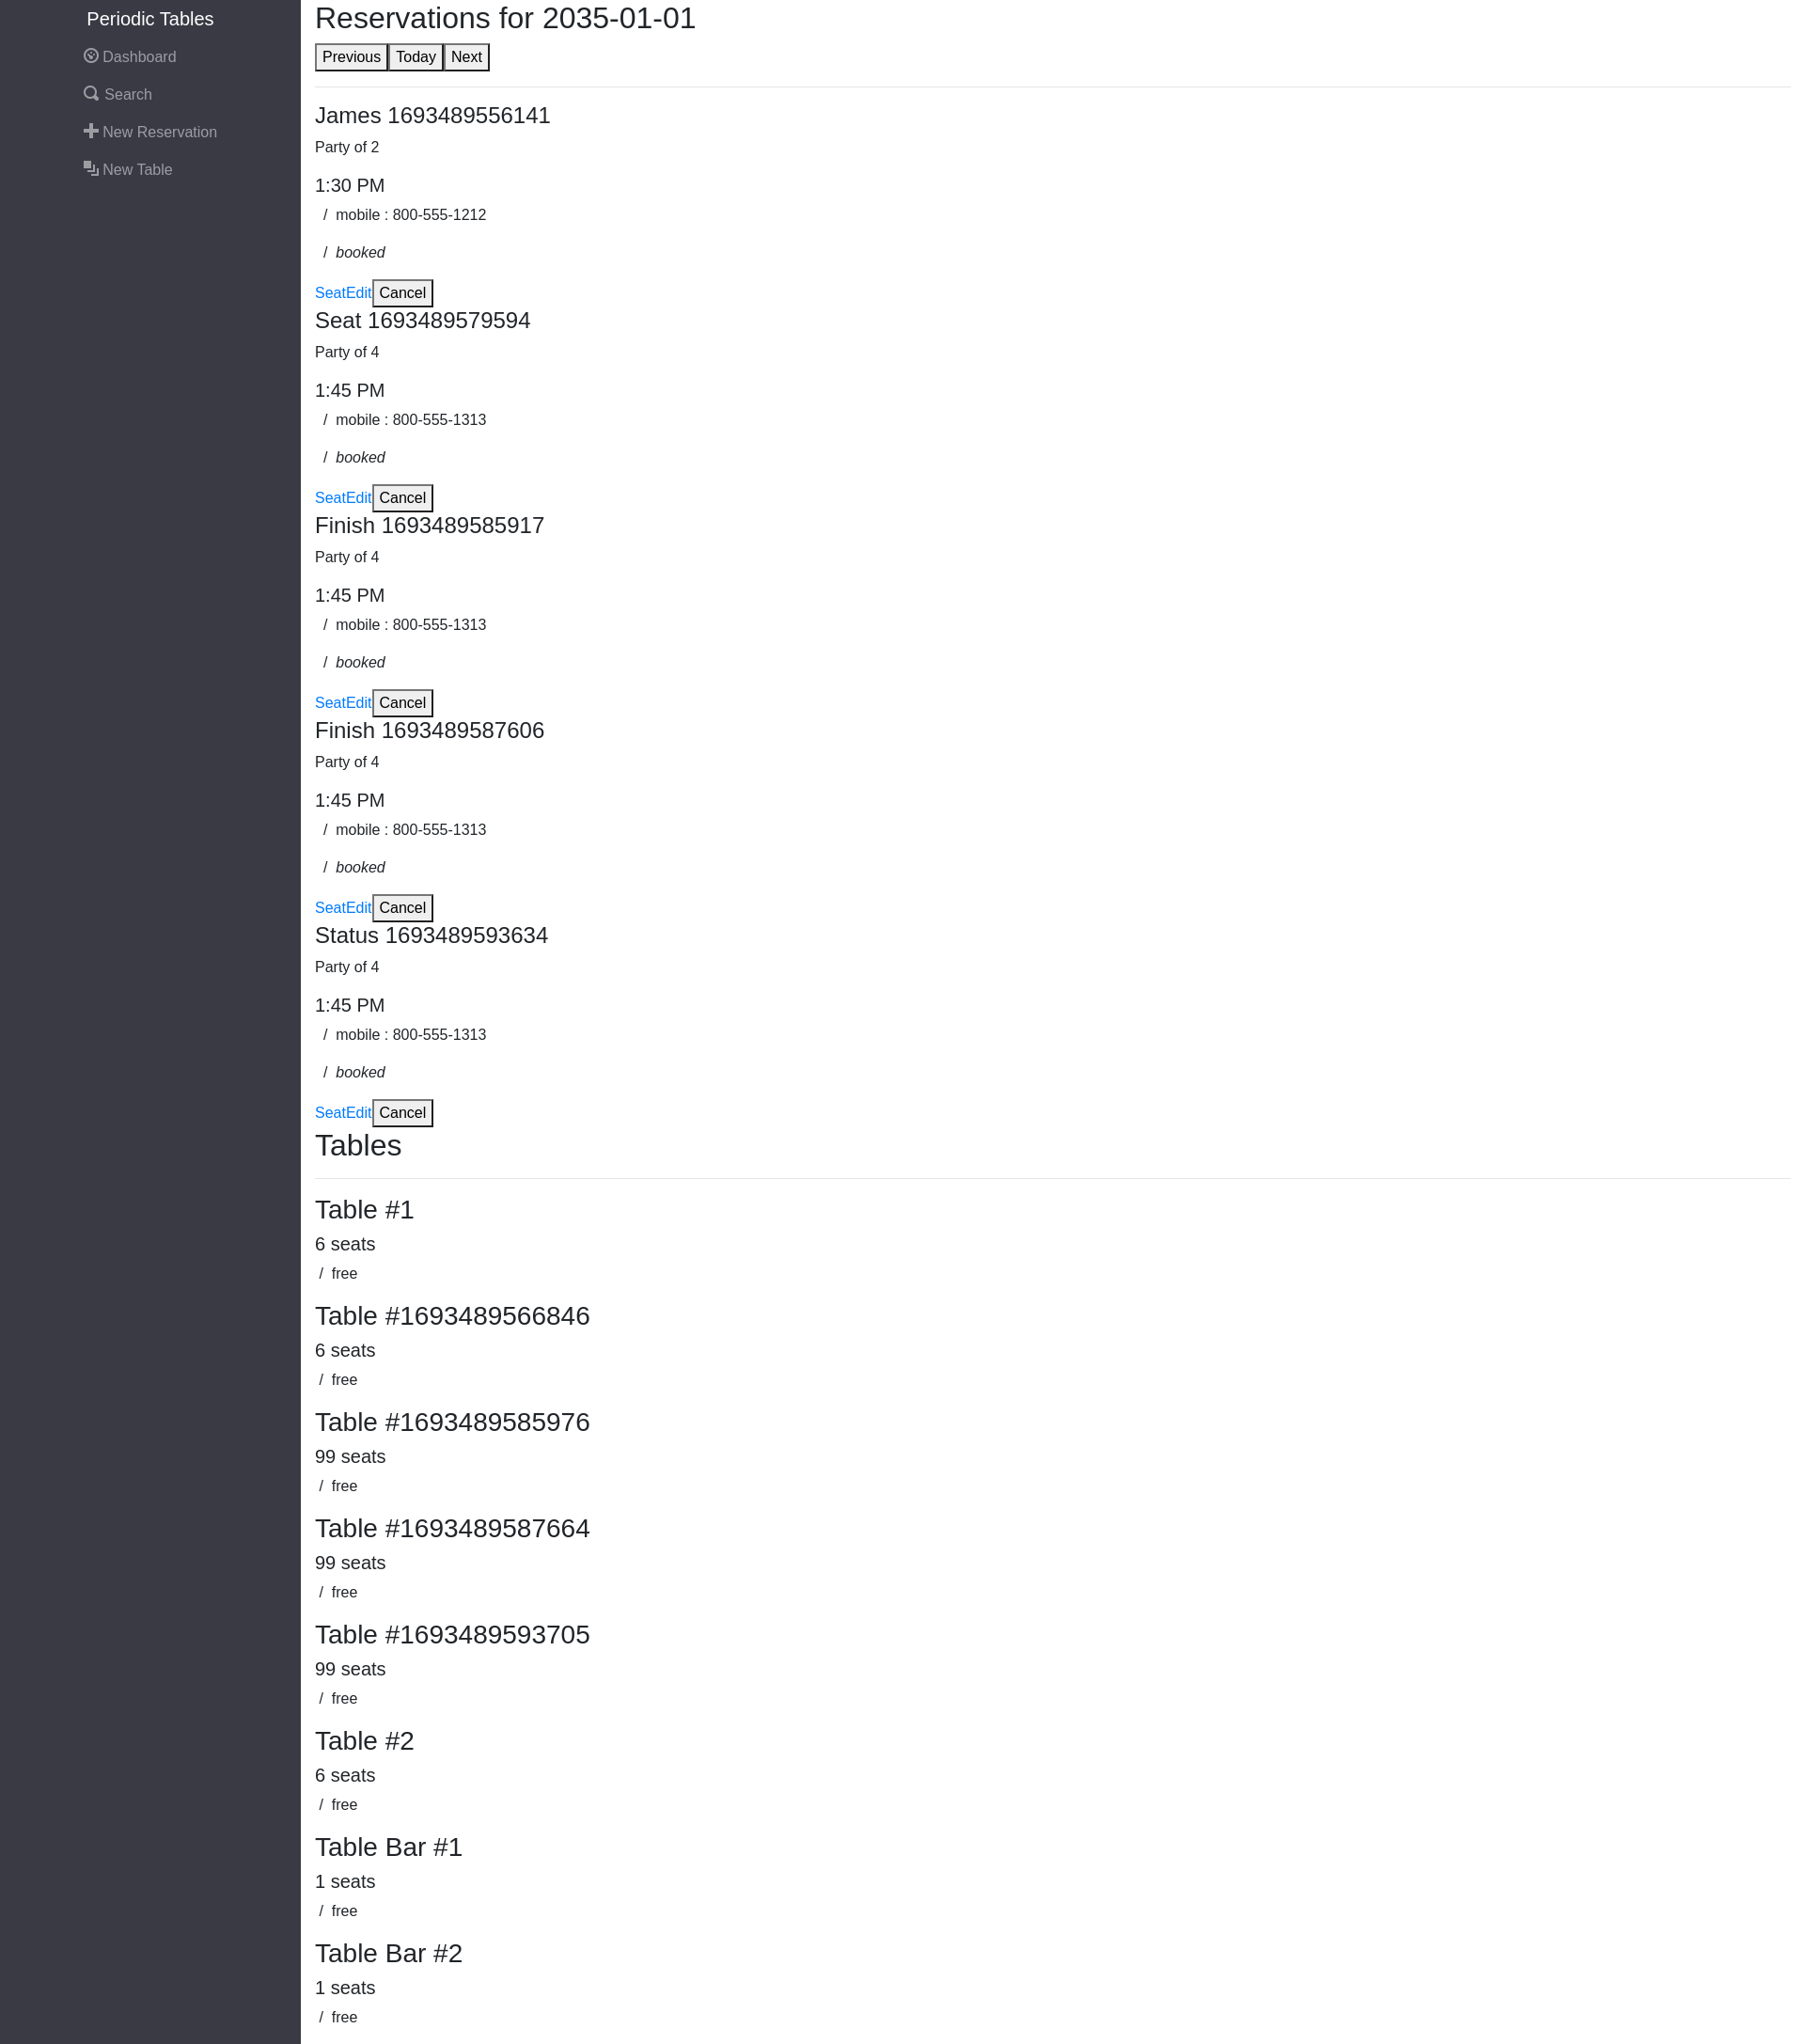 Periodic Tables
Dashboard
Search
New Reservation
New Table
Reservations for 2035-01-01
Previous Today Next
James 1693489556141
Party of 2
1:30 PM
/ mobile : 800-555-1212
/ booked
SeatEdit Cancel
Seat 1693489579594
Party of 4
1:45 PM
/ mobile : 800-555-1313
/ booked
SeatEdit Cancel
Finish 1693489585917
Party of 4
1:45 PM
/ mobile : 800-555-1313
/ booked
SeatEdit Cancel
Finish 1693489587606
Party of 4
1:45 PM
/ mobile : 800-555-1313
/ booked
SeatEdit Cancel
Status 1693489593634
Party of 4
1:45 PM
/ mobile : 800-555-1313
/ booked
SeatEdit Cancel
Tables
Table #1
6 seats
/ free
Table #1693489566846
6 seats
/ free
Table #1693489585976
99 seats
/ free
Table #1693489587664
99 seats
/ free
Table #1693489593705
99 seats
/ free
Table #2
6 seats
/ free
Table Bar #1
1 seats
/ free
Table Bar #2
1 seats
/ free